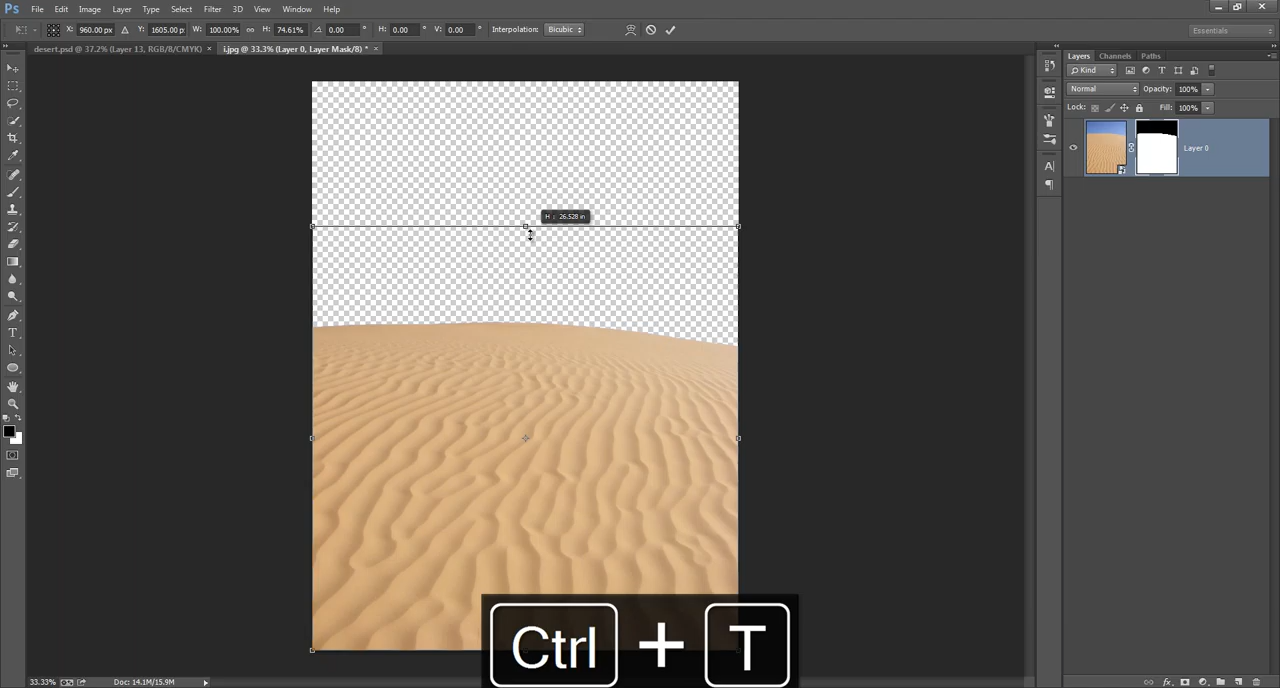 Ps File Edit Image Layer Type Select Filter 3D View Window Help
X: 960.00 px Y: 1605.00 p: W: 100.00% H: 74.61% 0.00 ° H: 0.00 ° V: 0.00 ° Interpolation: Bicubic Essentials
desert.psd @ 37.2% (Layer 13, RGB/8/CMYK) × i.jpg @ 33.3% (Layer 0, Layer Mask/8) * ×
Layers Channels Paths
Kind
Normal Opacity: 100%
Lock: Fill: 100%
Layer 0
H : 26.528 in
Ctrl + T
33.33% Doc: 14.1M/15.9M